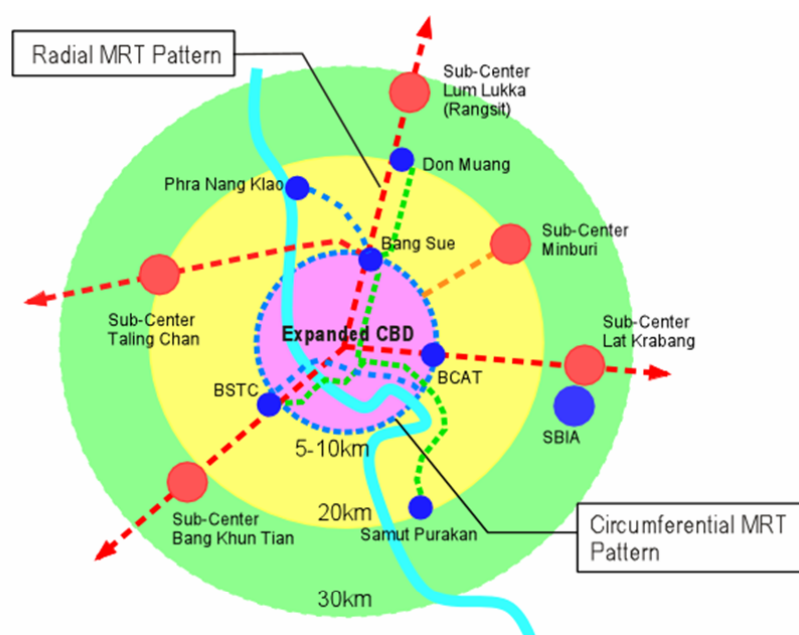 Radial MRT Pattern
Sub-Center
Lum Lukka
(Rangsit)
Don Muang
Phra Nang Klao
Sub-Center
Minburi
Bang Sue
Sub-Center
Taling Chan
Expanded CBD
Sub-Center
Lat Krabang
BCAT
BSTC
SBIA
5-10km
20km
Sub-Center
Bang Khun Tian
Samut Purakan
Circumferential MRT
Pattern
30km